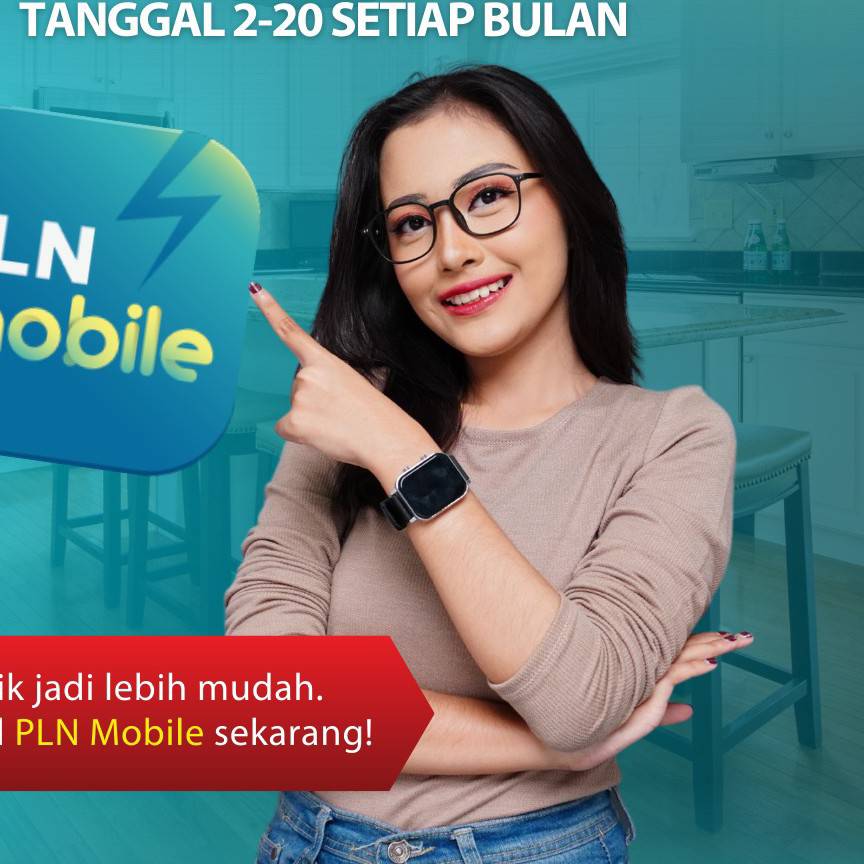 TANGGAL 2-20 SETIAP BULAN
LN
obile
ik jadi lebih mudah.
PLN Mobile sekarang!